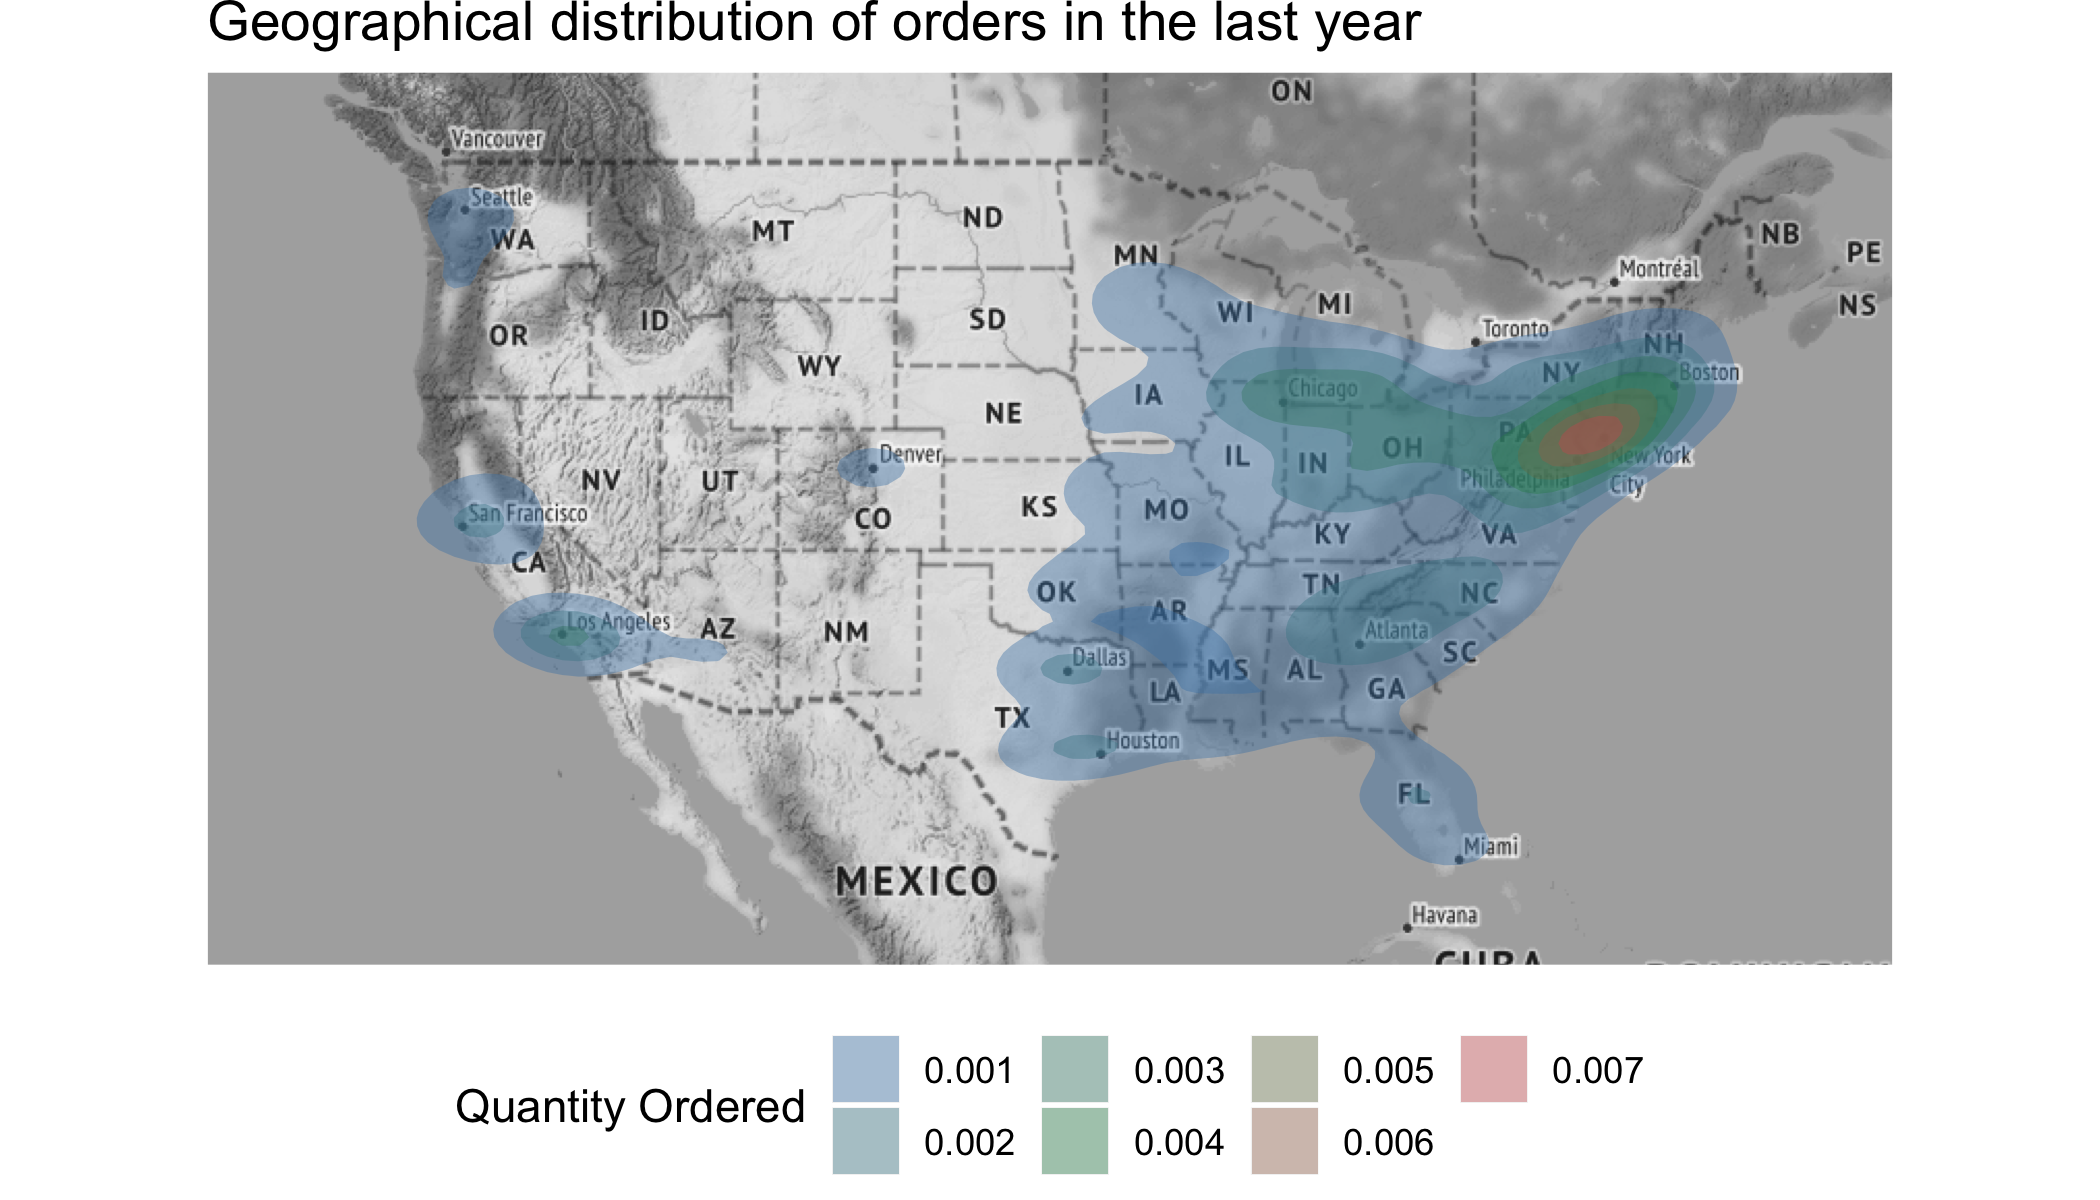 Geographical distribution of orders in the last year
ON
Vancouver
Seattle
WA
MT
ND
MN
NB
PE
Montréal
NS
OR
ID
SD
WI
MI
Toronto
NH
WY
NY
Boston
IA
Chicago
NE
PA
OH
NV
UT
Denver
IL
IN
New York
City
Philadelphia
San Francisco
CO
KS
MO
KY
VA
CA
OK
TN
NC
Los Angeles
AZ
NM
AR
Atlanta
SC
Dallas
MS
AL
LA
GA
TX
Houston
FL
Miami
MEXICO
Havana
CUBA
Quantity Ordered
0.001
0.003
0.005
0.007
0.002
0.004
0.006